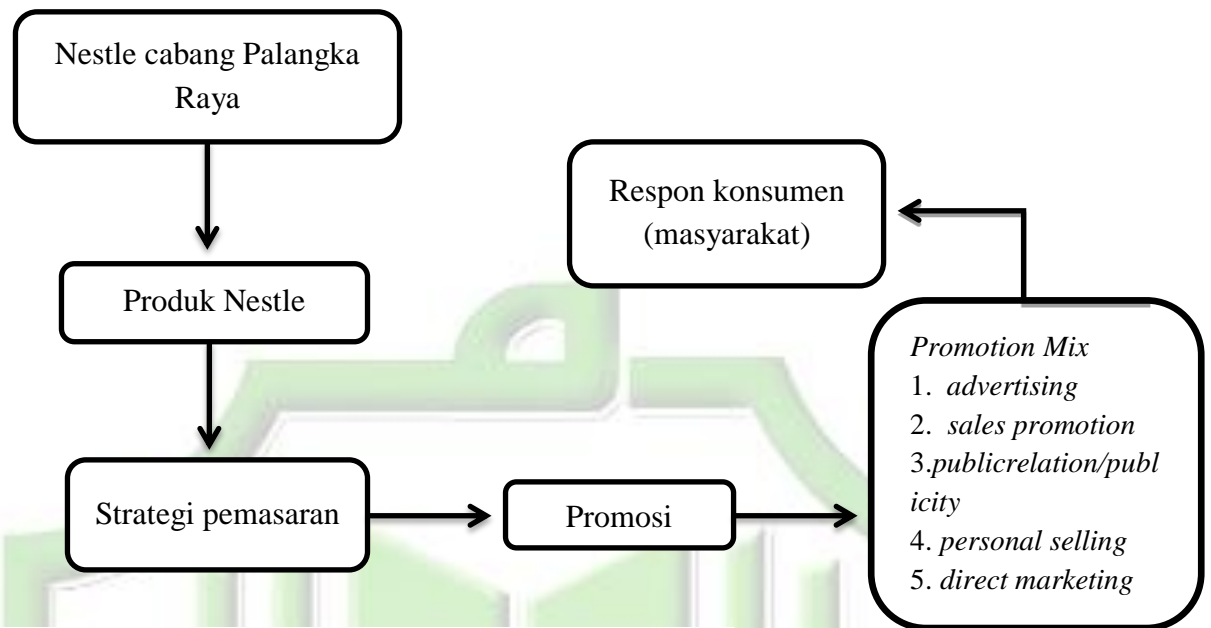 Nestle cabang Palangka
Raya
Produk Nestle
Strategi pemasaran
Promosi
Promotion Mix
1. advertising
2. sales promotion
3.publicrelation/publ
icity
4. personal selling
5. direct marketing
Respon konsumen
(masyarakat)